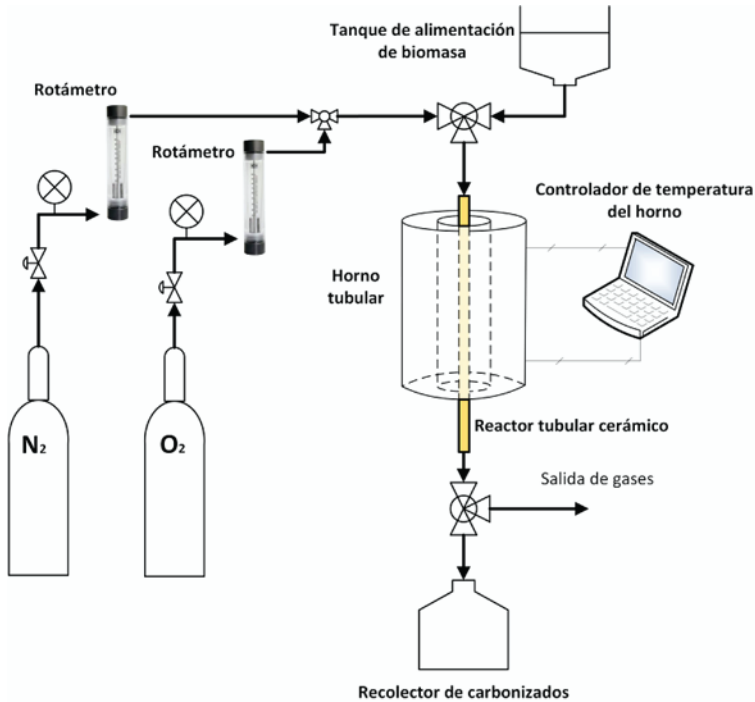 Tanque de alimentación
de biomasa
Rotámetro
Rotámetro
Controlador de temperatura
del horno
Horno
tubular
N₂
O₂
Reactor tubular cerámico
Salida de gases
Recolector de carbonizados